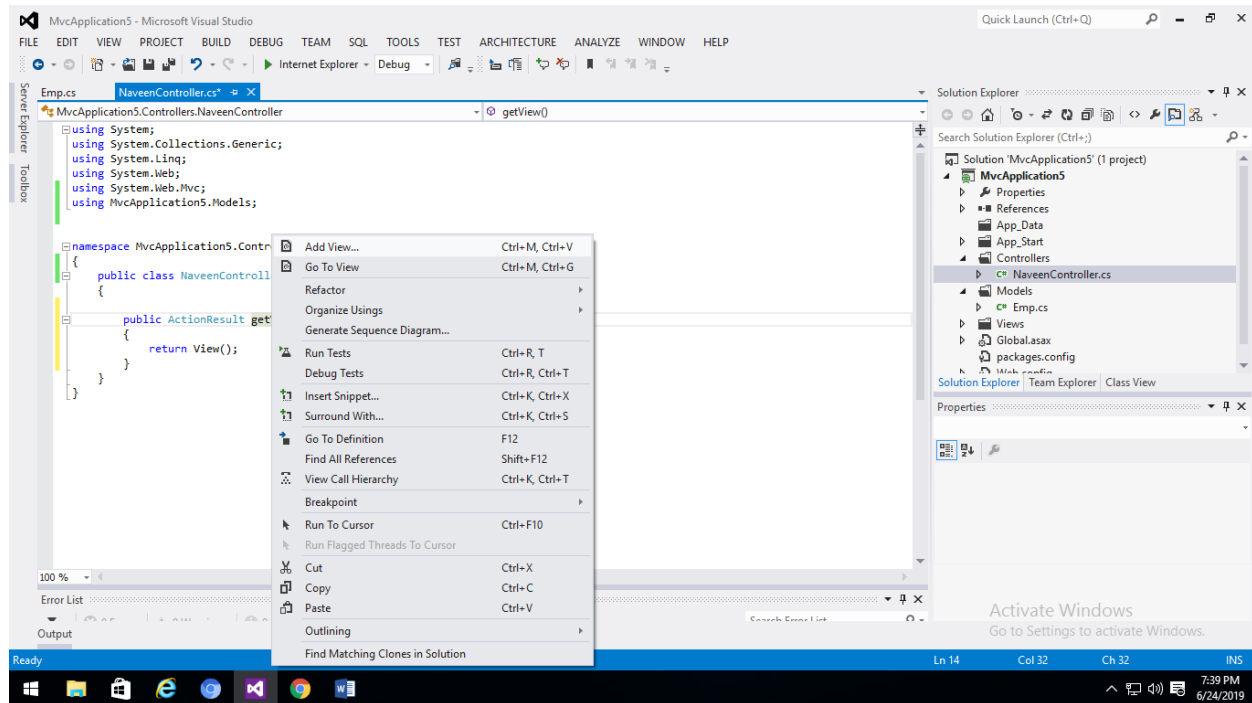 MvcApplication5 - Microsoft Visual Studio
Quick Launch (Ctrl+Q)
FILE EDIT VIEW PROJECT BUILD DEBUG TEAM SQL TOOLS TEST ARCHITECTURE ANALYZE WINDOW HELP
Internet Explorer Debug
Server Explorer
Toolbox
Emp.cs NaveenController.cs*
MvcApplication5.Controllers.NaveenController getView()
using System;
using System.Collections.Generic;
using System.Linq;
using System.Web;
using System.Web.Mvc;
using MvcApplication5.Models;
namespace MvcApplication5.Contr
{
public class NaveenControll
{
public ActionResult get
{
return View();
}
}
}
Add View... Ctrl+M, Ctrl+V
Go To View Ctrl+M, Ctrl+G
Refactor
Organize Usings
Generate Sequence Diagram...
Run Tests Ctrl+R, T
Debug Tests Ctrl+R, Ctrl+T
Insert Snippet... Ctrl+K, Ctrl+X
Surround With... Ctrl+K, Ctrl+S
Go To Definition F12
Find All References Shift+F12
View Call Hierarchy Ctrl+K, Ctrl+T
Breakpoint
Run To Cursor Ctrl+F10
Run Flagged Threads To Cursor
Cut Ctrl+X
Copy Ctrl+C
Paste Ctrl+V
Outlining
Find Matching Clones in Solution
100 %
Error List
Search Error List
Output
Solution Explorer
Search Solution Explorer (Ctrl+;)
Solution 'MvcApplication5' (1 project)
MvcApplication5
Properties
References
App_Data
App_Start
Controllers
C# NaveenController.cs
Models
C# Emp.cs
Views
Global.asax
packages.config
Web.config
Solution Explorer Team Explorer Class View
Properties
Activate Windows
Go to Settings to activate Windows.
Ready Ln 14 Col 32 Ch 32 INS
7:39 PM
6/24/2019